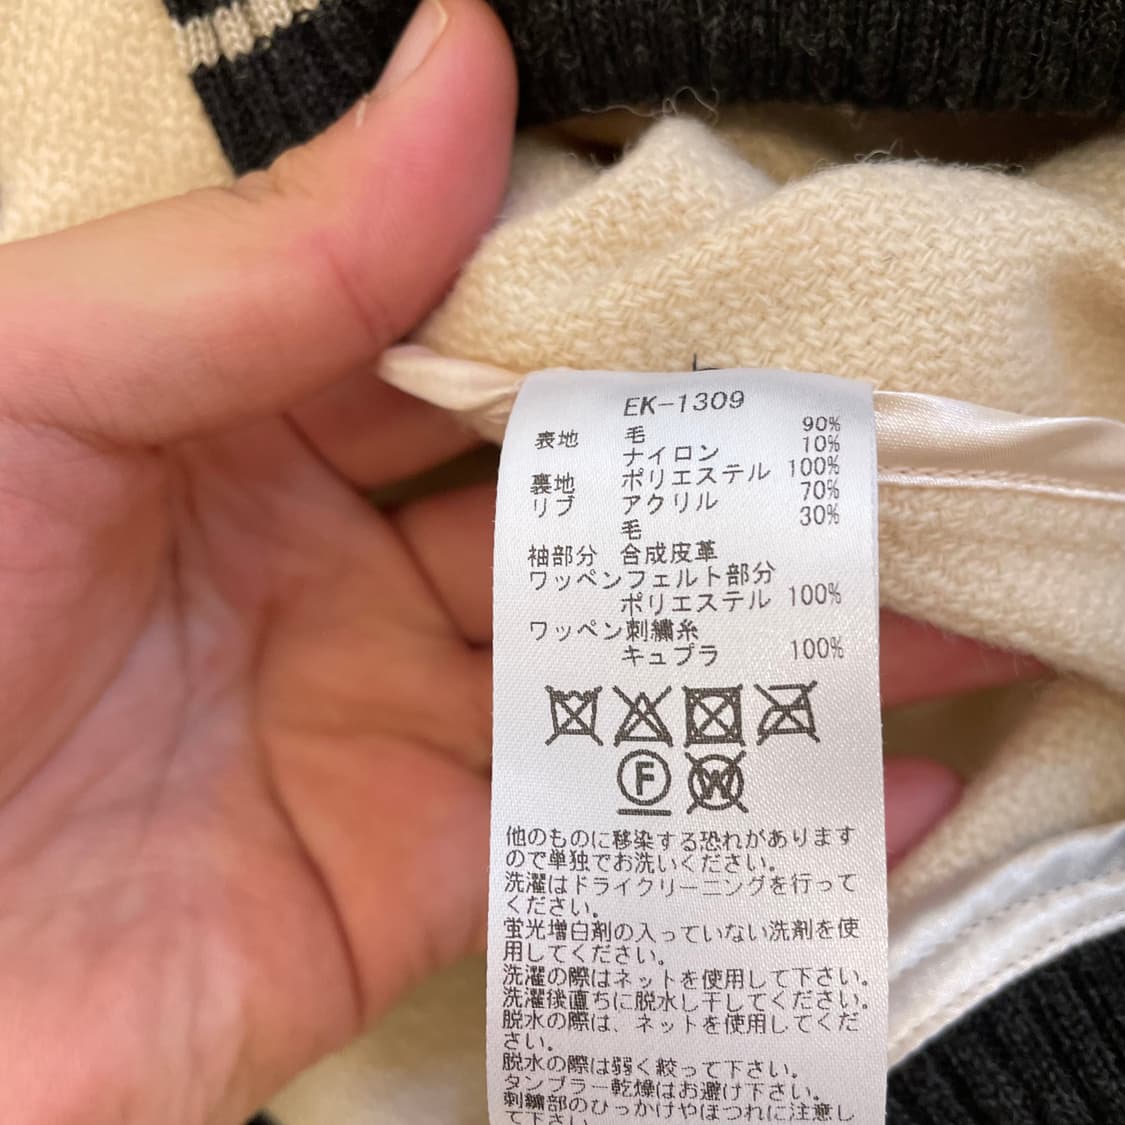 EK-1309
表地 毛 90%
ナイロン 10%
裏地 ポリエステル 100%
リブ アクリル 70%
毛 30%
袖部分 合成皮革
ワッペンフェルト部分
ポリエステル 100%
ワッペン刺繍糸
キュプラ 100%
F W
他のものに移染する恐れがあります
ので単独でお洗いください。
洗濯はドライクリーニングを行って
ください。
蛍光増白剤の入っていない洗剤を使
用してください。
洗濯の際はネットを使用して下さい。
洗濯後直ちに脱水し干してください。
脱水の際は、ネットを使用してくだ
さい。
脱水の際は弱く絞って下さい。
タンブラー乾燥はお避け下さい。
刺繍部のひっかけやほつれに注意し
て下さい